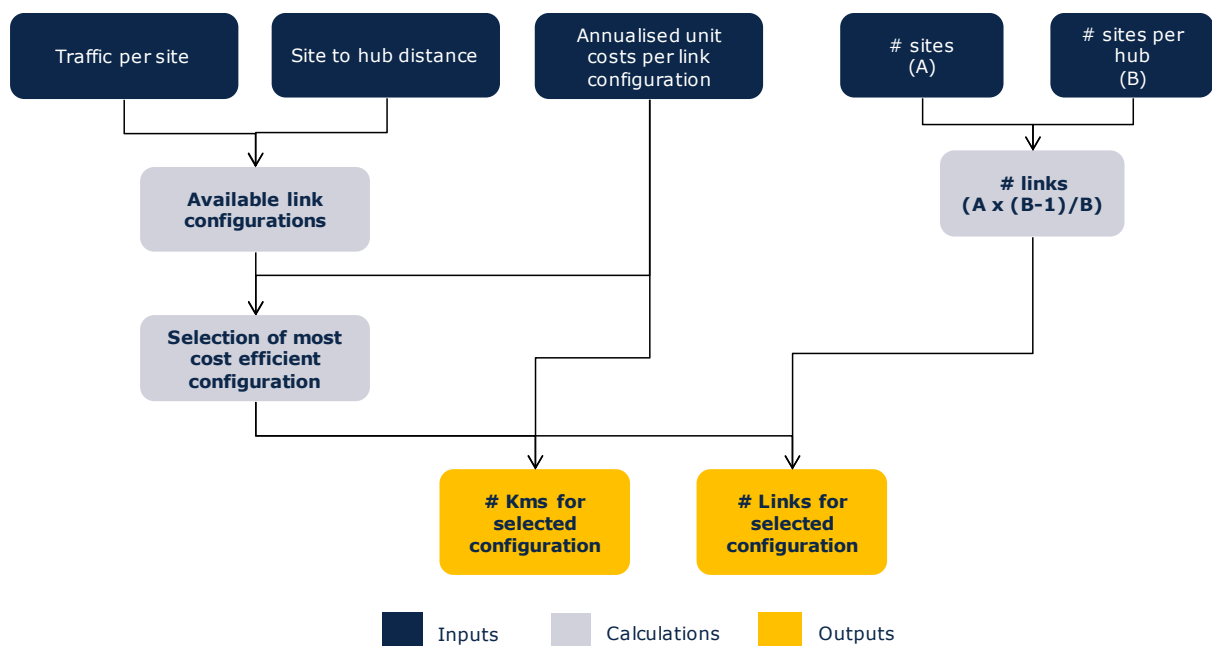 Traffic per site
Site to hub distance
Annualised unit
costs per link
configuration
# sites
(A)
# sites per
hub
(B)
Available link
configurations
# links
(A x (B-1)/B)
Selection of most
cost efficient
configuration
# Kms for
selected
configuration
# Links for
selected
configuration
Inputs
Calculations
Outputs